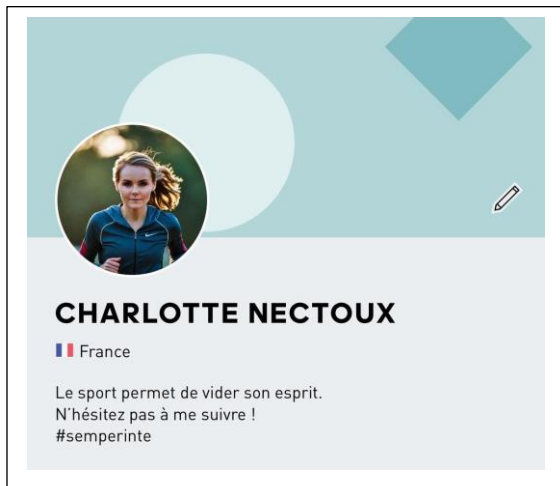 CHARLOTTE NECTOUX
France
Le sport permet de vider son esprit.
N'hésitez pas à me suivre !
#semperinte